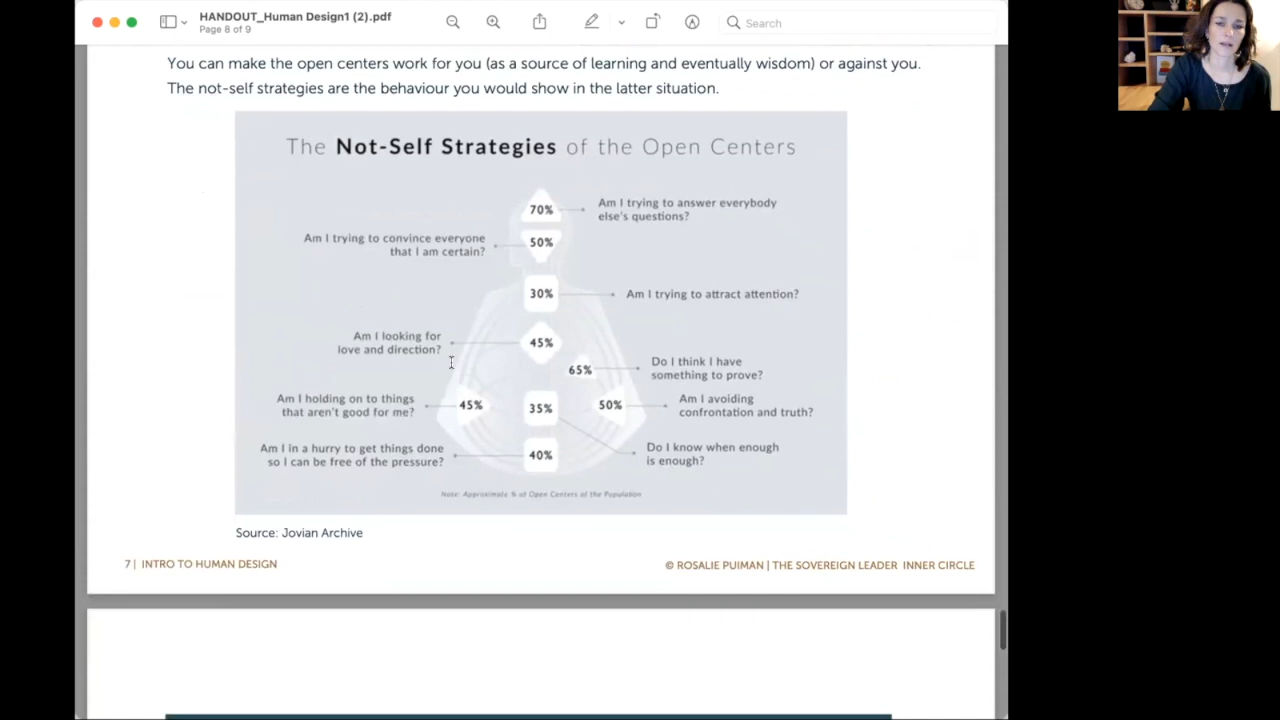 HANDOUT_Human Design1 (2).pdf
Page 8 of 9
Search
You can make the open centers work for you (as a source of learning and eventually wisdom) or against you.
The not-self strategies are the behaviour you would show in the latter situation.
The Not-Self Strategies of the Open Centers
70%
Am I trying to answer everybody
else's questions?
Am I trying to convince everyone
that I am certain?
50%
30%
Am I trying to attract attention?
Am I looking for
love and direction?
45%
65%
Do I think I have
something to prove?
Am I holding on to things
that aren't good for me?
45%
35%
50%
Am I avoiding
confrontation and truth?
Am I in a hurry to get things done
so I can be free of the pressure?
40%
Do I know when enough
is enough?
Note: Approximate % of Open Centers of the Population
Source: Jovian Archive
7 | INTRO TO HUMAN DESIGN
© ROSALIE PUIMAN | THE SOVEREIGN LEADER INNER CIRCLE